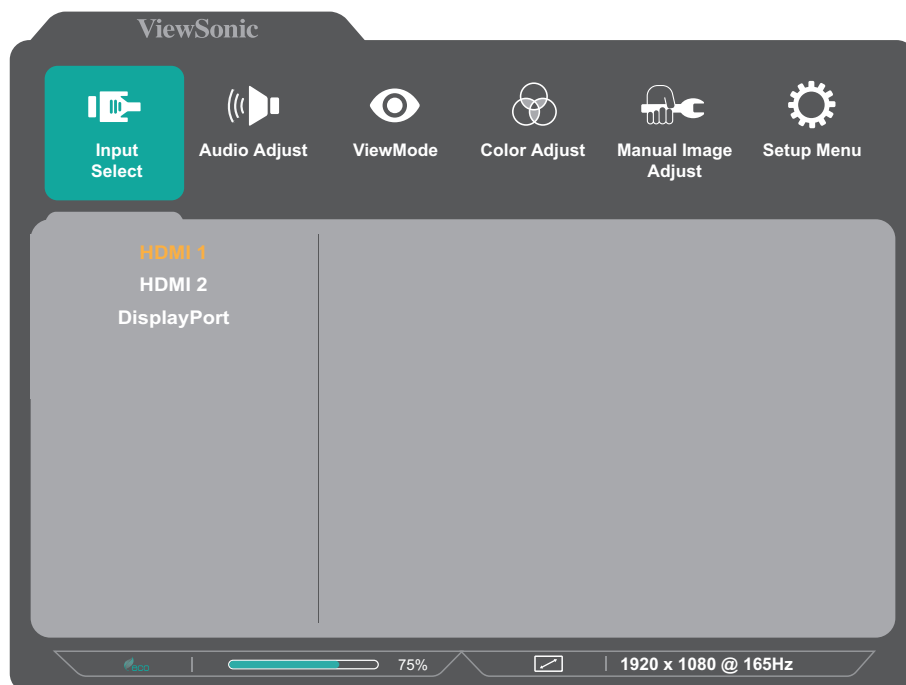 ViewSonic
Input
Select
Audio Adjust
ViewMode
Color Adjust
Manual Image
Adjust
Setup Menu
HDMI 1
HDMI 2
DisplayPort
eco
75%
1920 x 1080 @ 165Hz